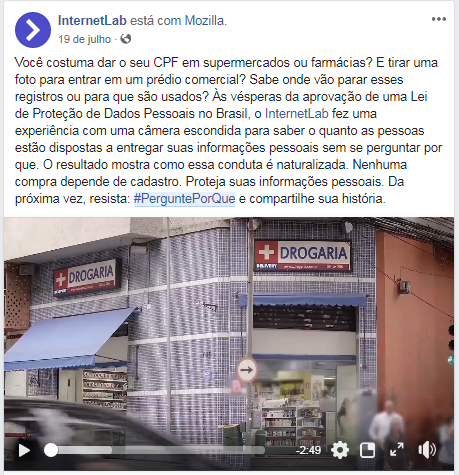 InternetLab está com Mozilla.
19 de julho ·
Você costuma dar o seu CPF em supermercados ou farmácias? E tirar uma
foto para entrar em um prédio comercial? Sabe onde vão parar esses
registros ou para que são usados? Às vésperas da aprovação de uma Lei
de Proteção de Dados Pessoais no Brasil, o InternetLab fez uma
experiência com uma câmera escondida para saber o quanto as pessoas
estão dispostas a entregar suas informações pessoais sem se perguntar por
que. O resultado mostra como essa conduta é naturalizada. Nenhuma
compra depende de cadastro. Proteja suas informações pessoais. Da
próxima vez, resista: #PerguntePorQue e compartilhe sua história.
DROGARIA
DELIVERY
DROGARIA
-2:49